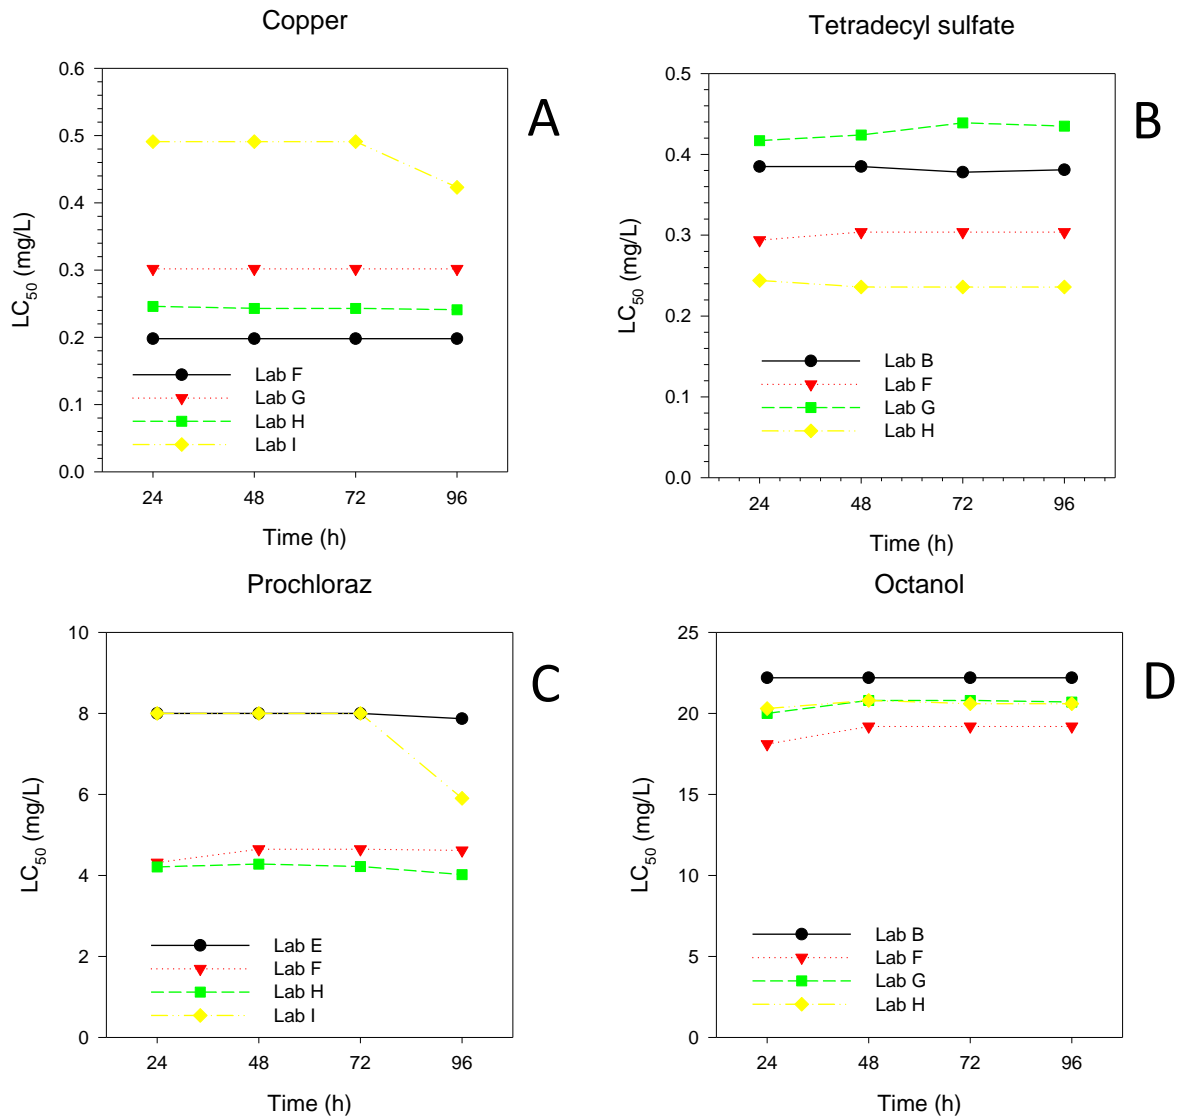 Copper
A
LC50 (mg/L)
0.6
0.5
0.4
0.3
0.2
0.1
0.0
Lab F
Lab G
Lab H
Lab I
24 48 72 96
Time (h)
Tetradecyl sulfate
B
LC50 (mg/L)
0.5
0.4
0.3
0.2
0.1
0.0
Lab B
Lab F
Lab G
Lab H
24 48 72 96
Time (h)
Prochloraz
C
LC50 (mg/L)
10
8
6
4
2
0
Lab E
Lab F
Lab H
Lab I
24 48 72 96
Time (h)
Octanol
D
LC50 (mg/L)
25
20
15
10
5
0
Lab B
Lab F
Lab G
Lab H
24 48 72 96
Time (h)